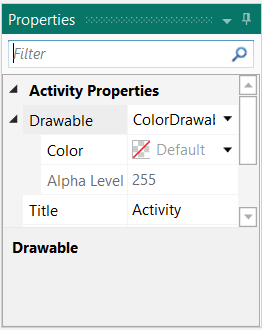 Properties
Filter
Activity Properties
Drawable ColorDrawal
Color Default
Alpha Level 255
Title Activity
Drawable